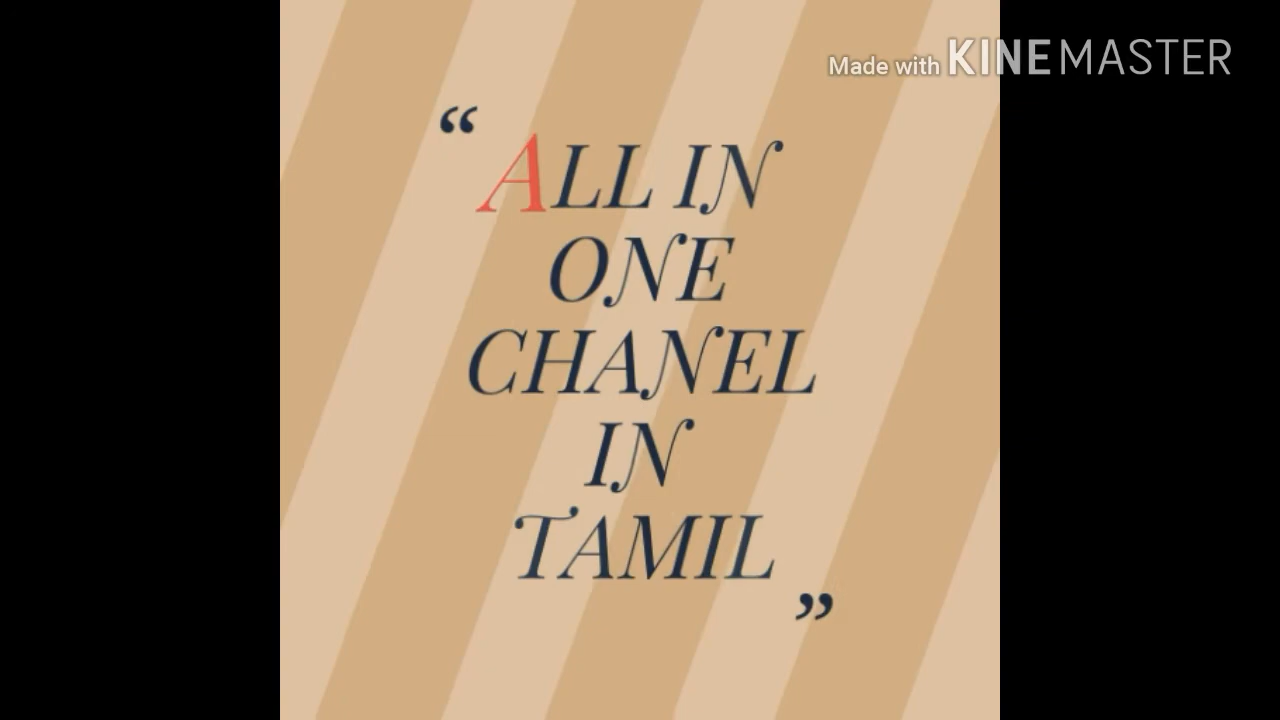 Made with KINEMASTER
“ ALL IN
ONE
CHANEL
IN
TAMIL ”